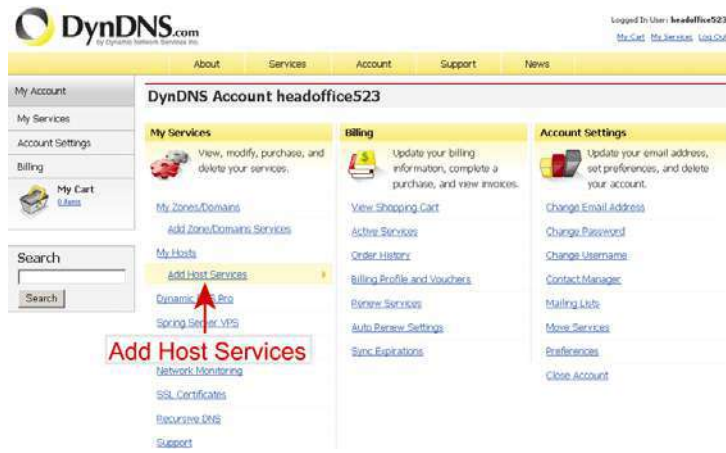 DynDNS.com
by Dynamic Network Services Inc.
Logged In User: headoffice523
My Cart My Services Log Out
About Services Account Support News
My Account
My Services
Account Settings
Billing
My Cart
0 items
Search
Search
DynDNS Account headoffice523
My Services
View, modify, purchase, and
delete your services.
My Zones/Domains
Add Zone/Domains Services
My Hosts
Add Host Services
Dynamic DNS Pro
Spring Server VPS
Add Host Services
Network Monitoring
SSL Certificates
Recursive DNS
Support
Billing
Update your billing
information, complete a
purchase, and view invoices.
View Shopping Cart
Active Services
Order History
Billing Profile and Vouchers
Renew Services
Auto Renew Settings
Sync Expirations
Account Settings
Update your email address,
set preferences, and delete
your account.
Change Email Address
Change Password
Change Username
Contact Manager
Mailing Lists
Move Services
Preferences
Close Account